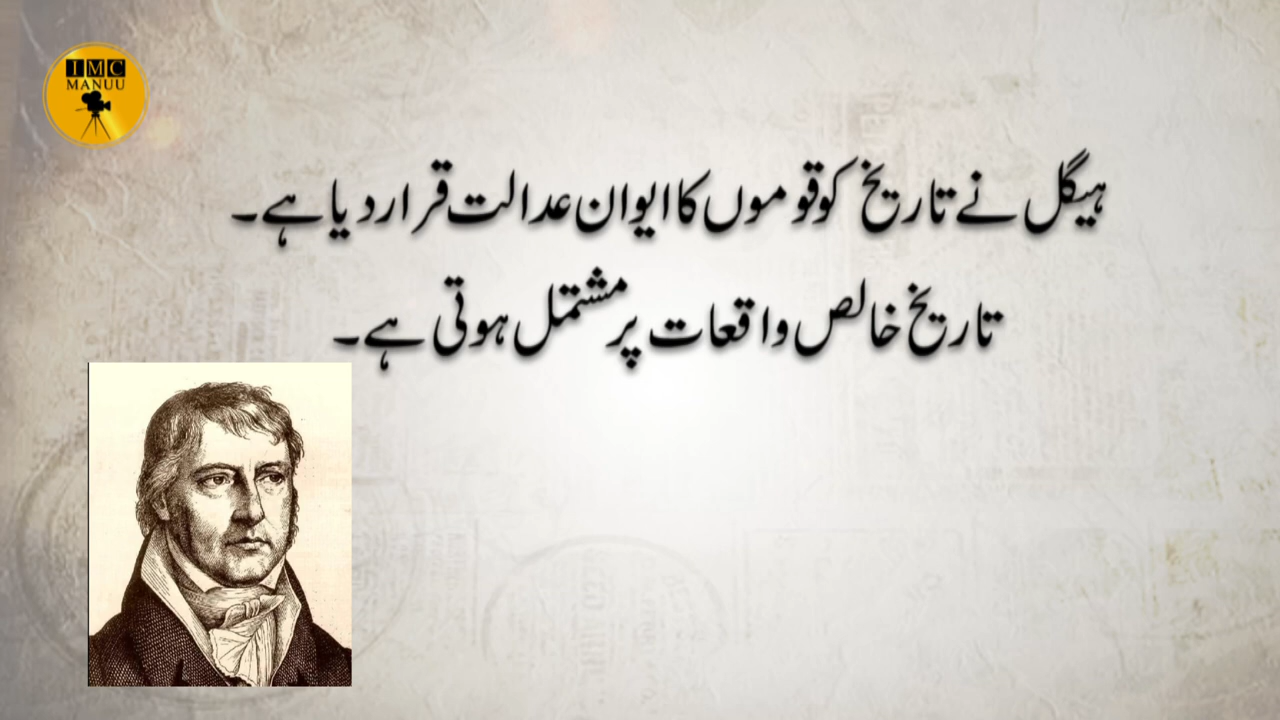 IMC
MANUU
ہیگل نے تاریخ کو قوموں کا ایوان عدالت قرار دیا ہے۔
تاریخ خالص واقعات پر مشتمل ہوتی ہے۔